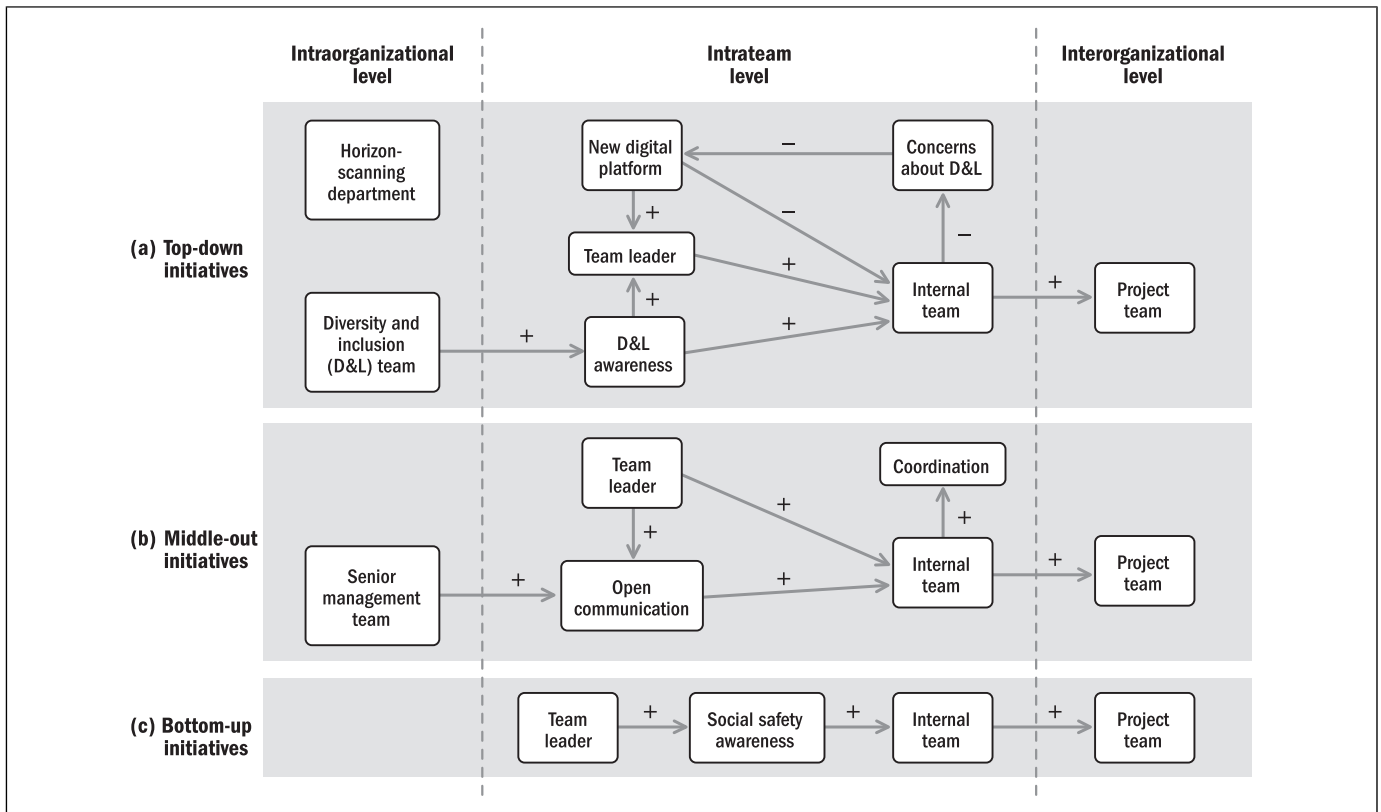 Intraorganizational
level
Intrateam
level
Interorganizational
level
(a) Top-down
initiatives
Horizon-
scanning
department
Diversity and
inclusion
(D&L) team
+
New digital
platform
+
Team leader
+
D&L
awareness
−
−
+
+
Concerns
about D&L
−
Internal
team
+
Project
team
(b) Middle-out
initiatives
Senior
management
team
+
Team
leader
+
Open
communication
+
+
Coordination
+
Internal
team
+
Project
team
(c) Bottom-up
initiatives
Team
leader
+
Social safety
awareness
+
Internal
team
+
Project
team